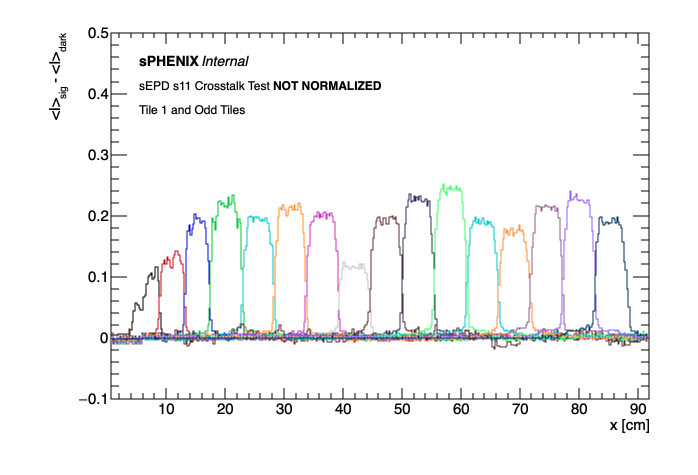 0.5
<I>sig - <I>dark
sPHENIX Internal
sEPD s11 Crosstalk Test NOT NORMALIZED
0.4
Tile 1 and Odd Tiles
0.3
0.2
0.1
0
−0.1
10 20 30 40 50 60 70 80 90
x [cm]